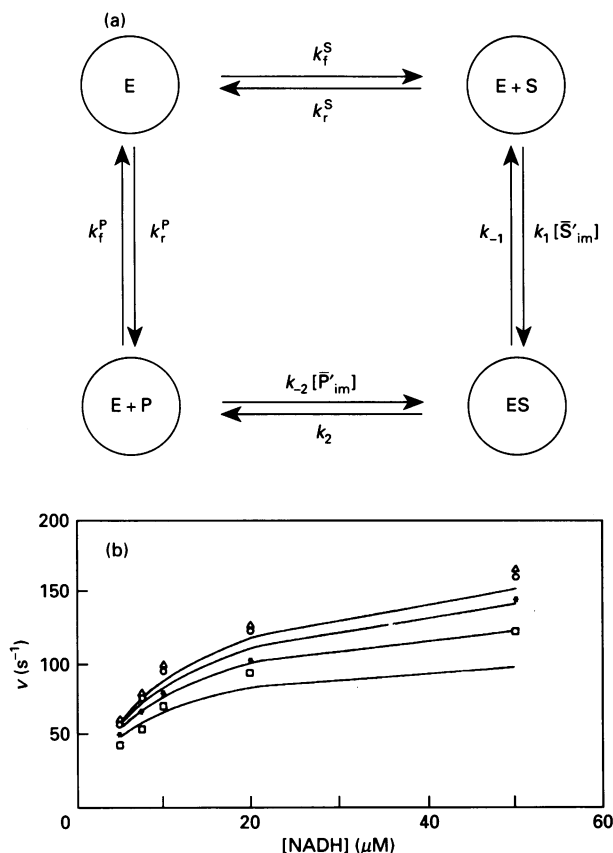 (a)
E
k_f^S
k_r^S
E + S
k_f^P
k_r^P
k_{-1}
k_1 [S̄'_im]
E + P
k_{-2} [P̄'_im]
k_2
ES
(b)
200
150
100
50
0
v (s⁻¹)
20
40
60
[NADH] (μM)